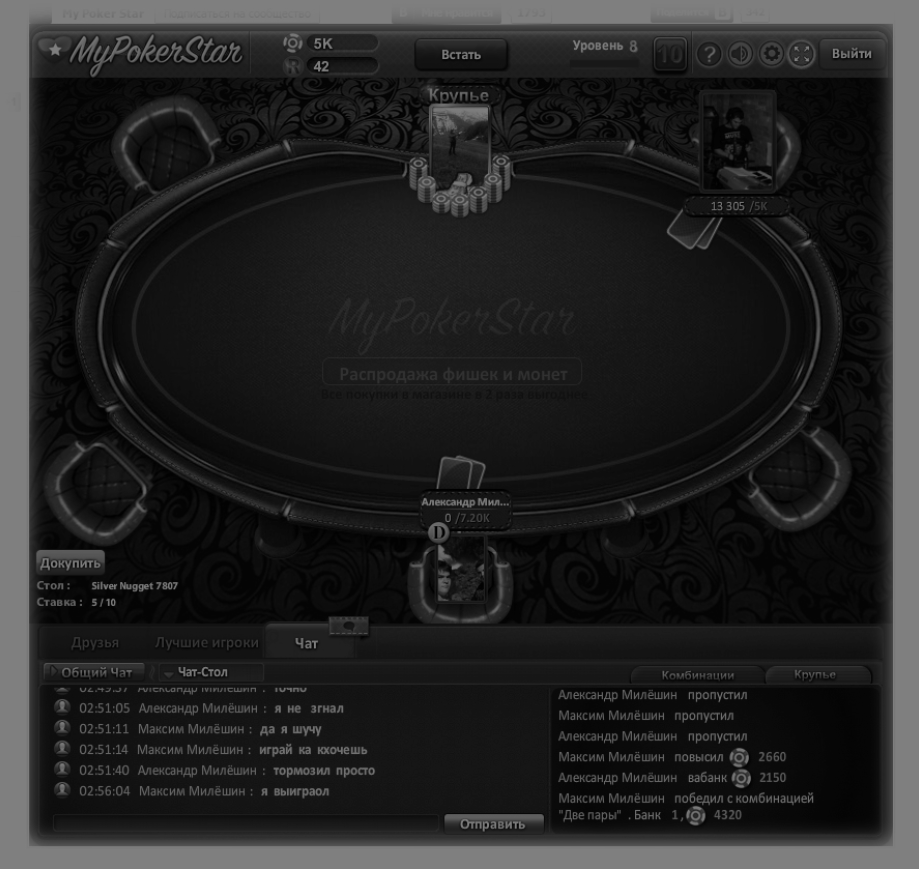 My Poker Star
Подписаться на сообщество
MyPokerStar
5K
42
Встать
Уровень 8
10
?
Выйти
Крупье
13 305 /5K
MyPokerStar
Распродажа фишек и монет
Все покупки в магазине в 2 раза выгоднее
Александр Мил...
0 /7.20K
D
Докупить
Стол : Silver Nugget 7807
Ставка : 5 / 10
Друзья Лучшие игроки Чат
Общий Чат Чат-Стол
Комбинации Крупье
02:49:57 Александр Милёшин : точно
02:51:05 Александр Милёшин : я не згнал
02:51:11 Максим Милёшин : да я шучу
02:51:14 Максим Милёшин : играй ка кхочешь
02:51:40 Александр Милёшин : тормозил просто
02:56:04 Максим Милёшин : я выиграол
Отправить
Александр Милёшин пропустил
Максим Милёшин пропустил
Александр Милёшин пропустил
Максим Милёшин повысил 2660
Александр Милёшин вабанк 2150
Максим Милёшин победил с комбинацией
"Две пары" . Банк 1 , 4320